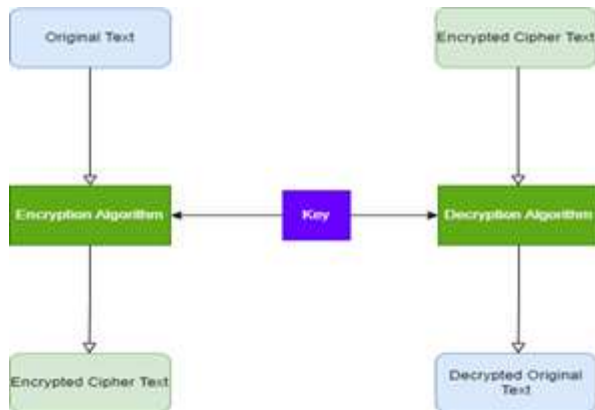 Original Text
Encrypted Cipher Text
Encryption Algorithm
Key
Decryption Algorithm
Encrypted Cipher Text
Decrypted Original
Text